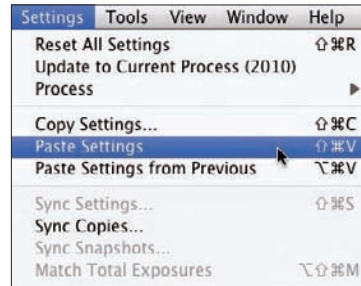 Settings Tools View Window Help
Reset All Settings ⇧⌘R
Update to Current Process (2010)
Process ▶
Copy Settings... ⇧⌘C
Paste Settings ⇧⌘V
Paste Settings from Previous ⌥⌘V
Sync Settings... ⇧⌘S
Sync Copies...
Sync Snapshots...
Match Total Exposures ⌥⇧⌘M